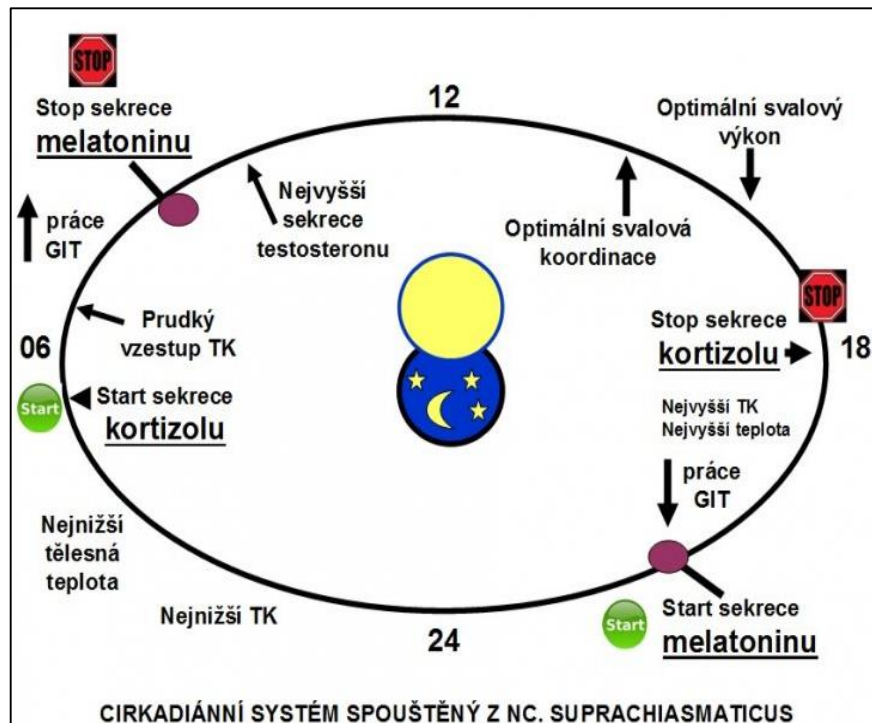 STOP
Stop sekrece
melatoninu
12
Optimální svalový
výkon
práce
GIT
Nejvyšší
sekrece
testosteronu
Optimální svalová
koordinace
STOP
Prudký
vzestup TK
06
Stop sekrece
kortizolu
18
Start
Start sekrece
kortizolu
Nejvyšší TK
Nejvyšší teplota
práce
GIT
Nejnižší
tělesná
teplota
Nejnižší TK
24
Start
Start sekrece
melatoninu
CIRKADIÁNNÍ SYSTÉM SPOUŠTĚNÝ Z NC. SUPRACHIASMATICUS